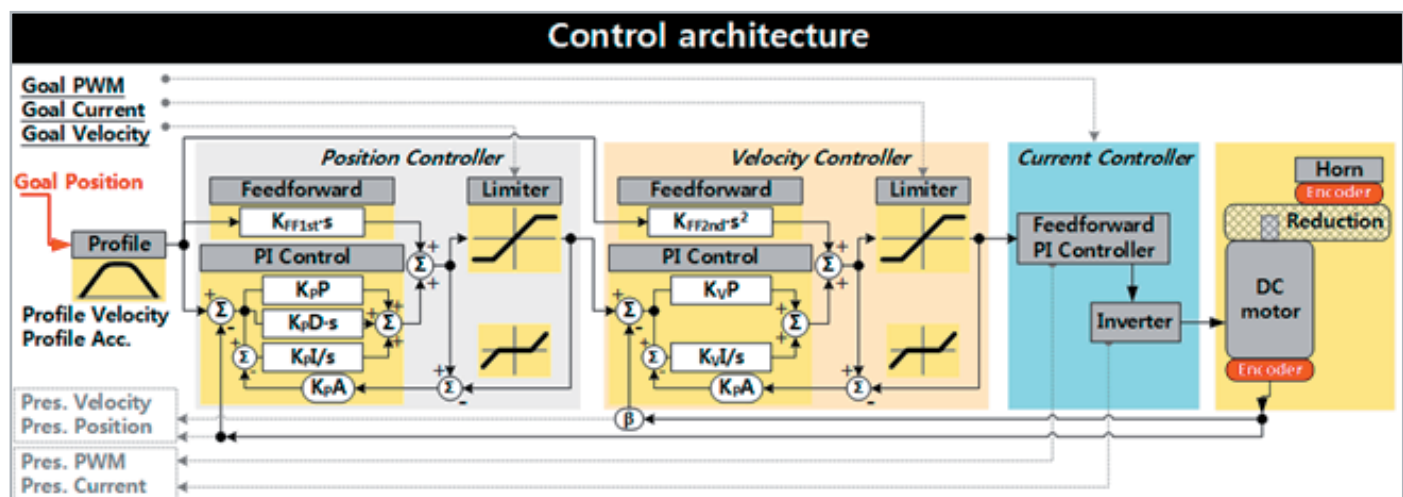 Control architecture
Goal PWM
Goal Current
Goal Velocity
Goal Position
Profile
Profile Velocity
Profile Acc.
Position Controller
Feedforward
KFF1st·s
PI Control
KPP
KPD·s
KPI/s
KPA
Limiter
Σ
+
+
Σ
+
-
Σ
+
+
+
Σ
+
-
Σ
+
-
Velocity Controller
Feedforward
KFF2nd·s²
PI Control
KVP
KVI/s
KPA
Limiter
Σ
+
+
Σ
+
-
Σ
+
+
Σ
+
-
Σ
+
-
β
Current Controller
Feedforward
PI Controller
Inverter
Horn
Encoder
Reduction
DC
motor
Encoder
Pres. Velocity
Pres. Position
Pres. PWM
Pres. Current